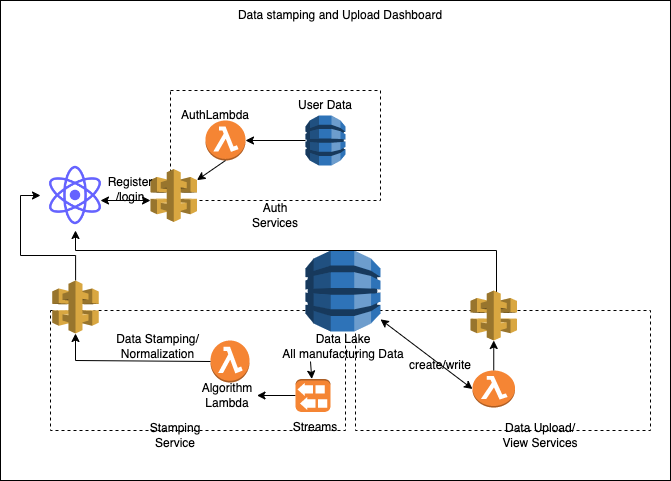 Data stamping and Upload Dashboard
User Data
AuthLambda
Register
/login
Auth
Services
Data Stamping/
Normalization
Data Lake
All manufacturing Data
create/write
Algorithm
Lambda
Streams
Stamping
Service
Data Upload/
View Services